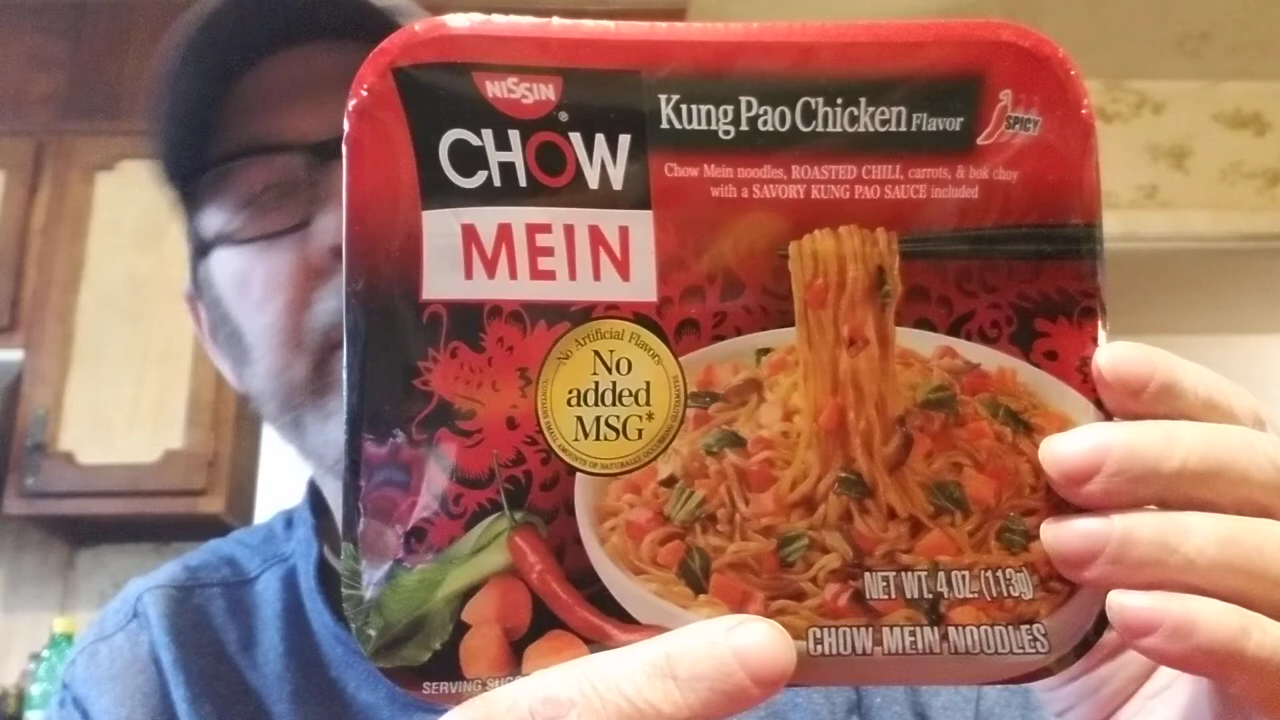 NISSIN
®
CHOW
MEIN
Kung Pao Chicken Flavor
SPICY
Chow Mein noodles, ROASTED CHILI, carrots, & bok choy
with a SAVORY KUNG PAO SAUCE included
No Artificial Flavors
No
added
MSG*
*CONTAINS SMALL AMOUNTS OF NATURALLY OCCURRING GLUTAMATES
NET WT. 4 OZ. (113g)
CHOW MEIN NOODLES
SERVING